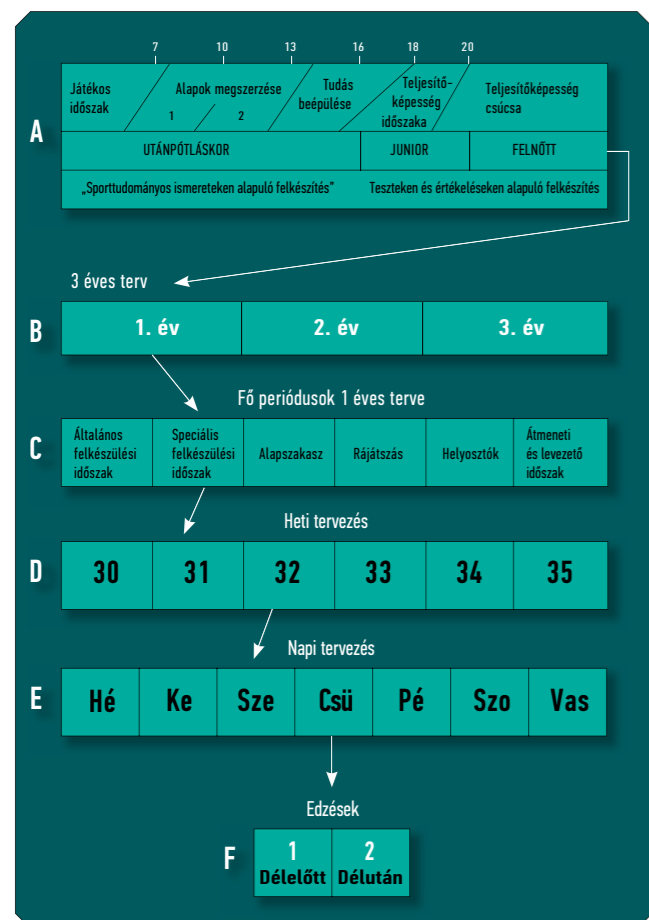 7 10 13 16 18 20
Játékos
időszak
Alapok megszerzése
1 2
Tudás
beépülése
Teljesítő-
képesség
időszaka
Teljesítőképesség
csúcsa
A
UTÁNPÓTLÁSKOR JUNIOR FELNŐTT
„Sporttudományos ismereteken alapuló felkészítés” Teszteken és értékeléseken alapuló felkészítés
3 éves terv
B
1. év 2. év 3. év
Fő periódusok 1 éves terve
C
Általános
felkészülési
időszak
Speciális
felkészülési
időszak
Alapszakasz
Rájátszás
Helyosztók
Átmeneti
és levezető
időszak
Heti tervezés
D
30 31 32 33 34 35
Napi tervezés
E
Hé Ke Sze Csü Pé Szo Vas
Edzések
F
1 2
Délelőtt Délután